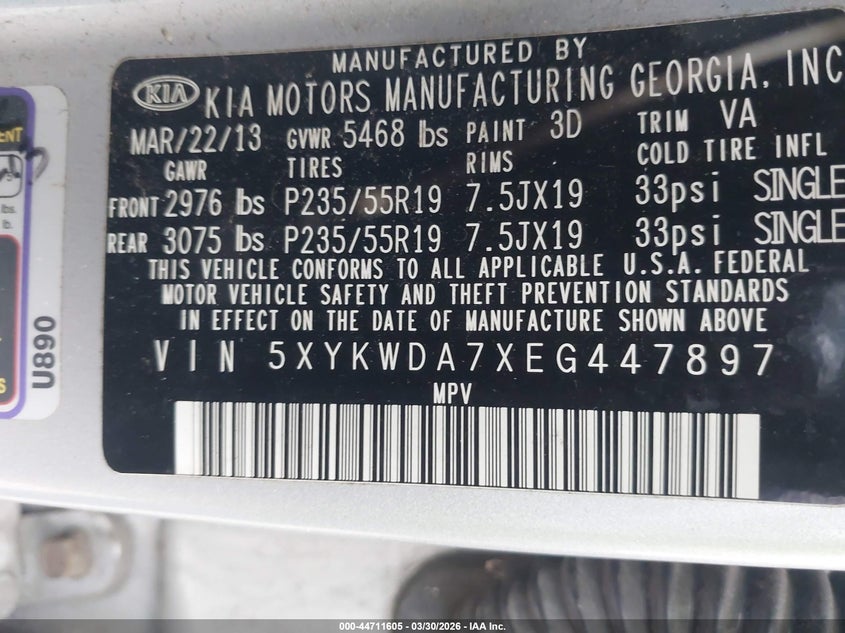 MANUFACTURED BY
KIA KIA MOTORS MANUFACTURING GEORGIA, INC
MAR/22/13 GVWR 5468 lbs PAINT 3D TRIM VA
GAWR TIRES RIMS COLD TIRE INFL
FRONT 2976 lbs P235/55R19 7.5JX19 33psi SINGLE
REAR 3075 lbs P235/55R19 7.5JX19 33psi SINGLE
THIS VEHICLE CONFORMS TO ALL APPLICABLE U.S.A. FEDERAL
MOTOR VEHICLE SAFETY AND THEFT PREVENTION STANDARDS
IN EFFECT ON THE DATE OF MANUFACTURE SHOWN ABOVE
VIN 5XYKWDA7XEG447897
MPV
ENT
lbs.
lb.
U890
S
000-44711605 - 03/30/2026 - IAA Inc.